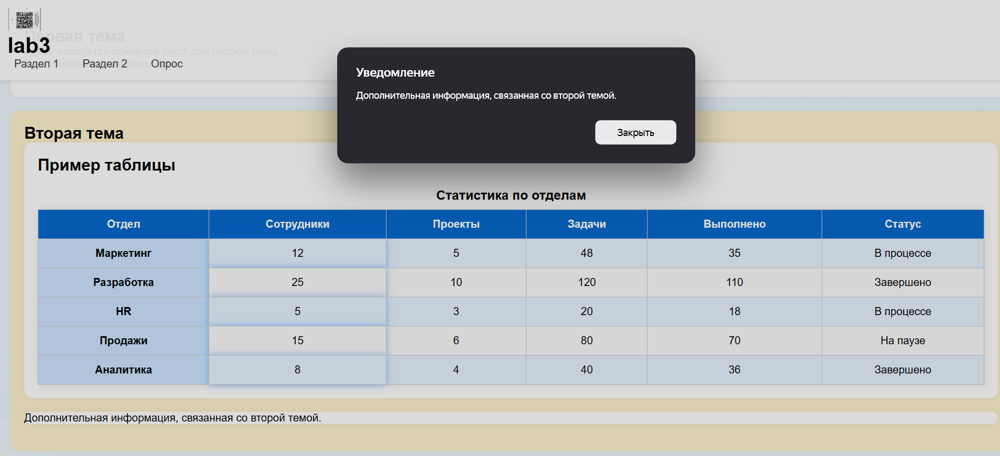 Первая тема
lab3
находится основной текст для первой темы.
Раздел 1 Раздел 2 Опрос
Уведомление
Дополнительная информация, связанная со второй темой.
Закрыть
Вторая тема
Пример таблицы
Статистика по отделам
Отдел Сотрудники Проекты Задачи Выполнено Статус
Маркетинг 12 5 48 35 В процессе
Разработка 25 10 120 110 Завершено
HR 5 3 20 18 В процессе
Продажи 15 6 80 70 На паузе
Аналитика 8 4 40 36 Завершено
Дополнительная информация, связанная со второй темой.